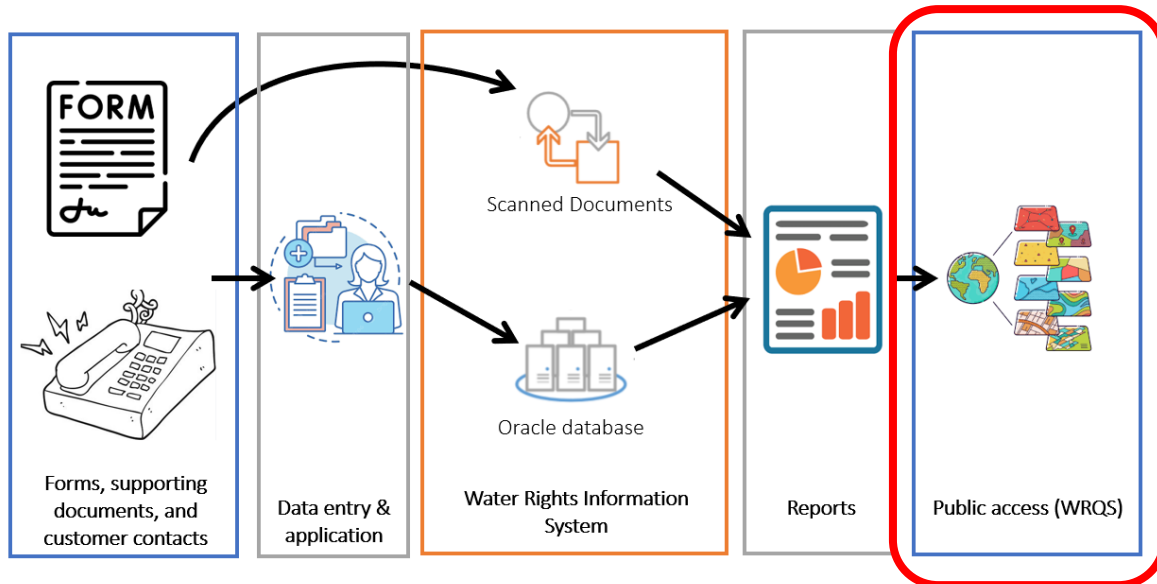 FORM
Scanned Documents
Oracle database
Forms, supporting
documents, and
customer contacts
Data entry &
application
Water Rights Information
System
Reports
Public access (WRQS)